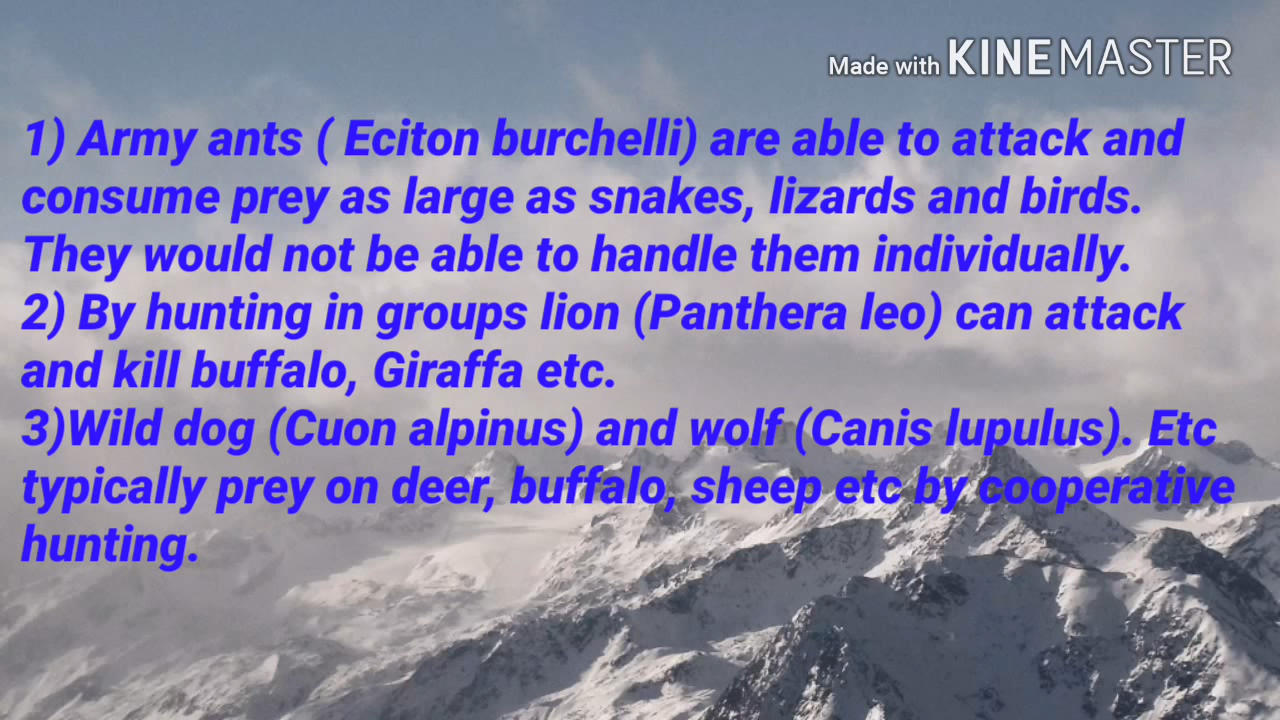 Made with KINEMASTER
1) Army ants ( Eciton burchelli) are able to attack and
consume prey as large as snakes, lizards and birds.
They would not be able to handle them individually.
2) By hunting in groups lion (Panthera leo) can attack
and kill buffalo, Giraffa etc.
3)Wild dog (Cuon alpinus) and wolf (Canis lupulus). Etc
typically prey on deer, buffalo, sheep etc by cooperative
hunting.